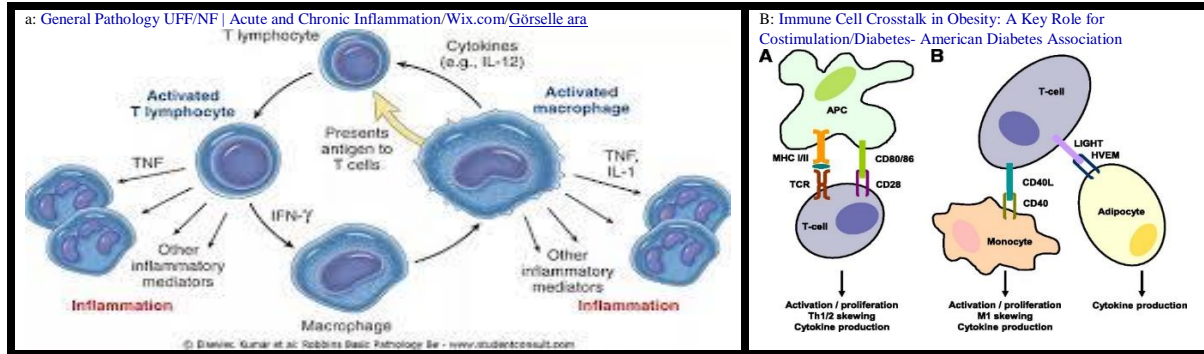 a: General Pathology UFF/NF | Acute and Chronic Inflammation/Wix.com/Görselle ara
T lymphocyte
Cytokines
(e.g., IL-12)
Activated
T lymphocyte
Activated
macrophage
Presents
antigen to
T cells
TNF
TNF,
IL-1
IFN-γ
Other
inflammatory
mediators
Inflammation
Other
inflammatory
mediators
Inflammation
Macrophage
© Elsevier. Kumar et al: Robbins Basic Pathology 8e - www.studentconsult.com
B: Immune Cell Crosstalk in Obesity: A Key Role for
Costimulation/Diabetes- American Diabetes Association
A
APC
MHC I/II
CD80/86
TCR
CD28
T-cell
Activation / proliferation
Th1/2 skewing
Cytokine production
B
T-cell
LIGHT
HVEM
CD40L
CD40
Adipocyte
Monocyte
Activation / proliferation
M1 skewing
Cytokine production
Cytokine production